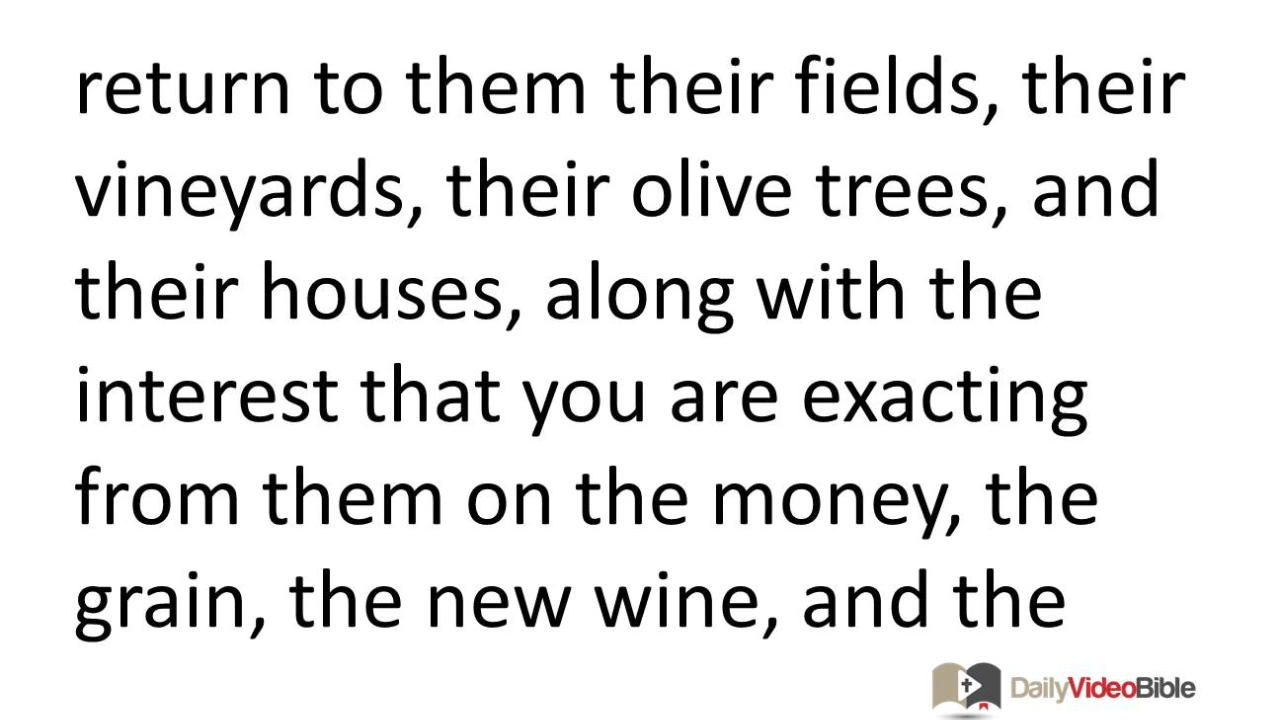 return to them their fields, their
vineyards, their olive trees, and
their houses, along with the
interest that you are exacting
from them on the money, the
grain, the new wine, and the
DailyVideoBible